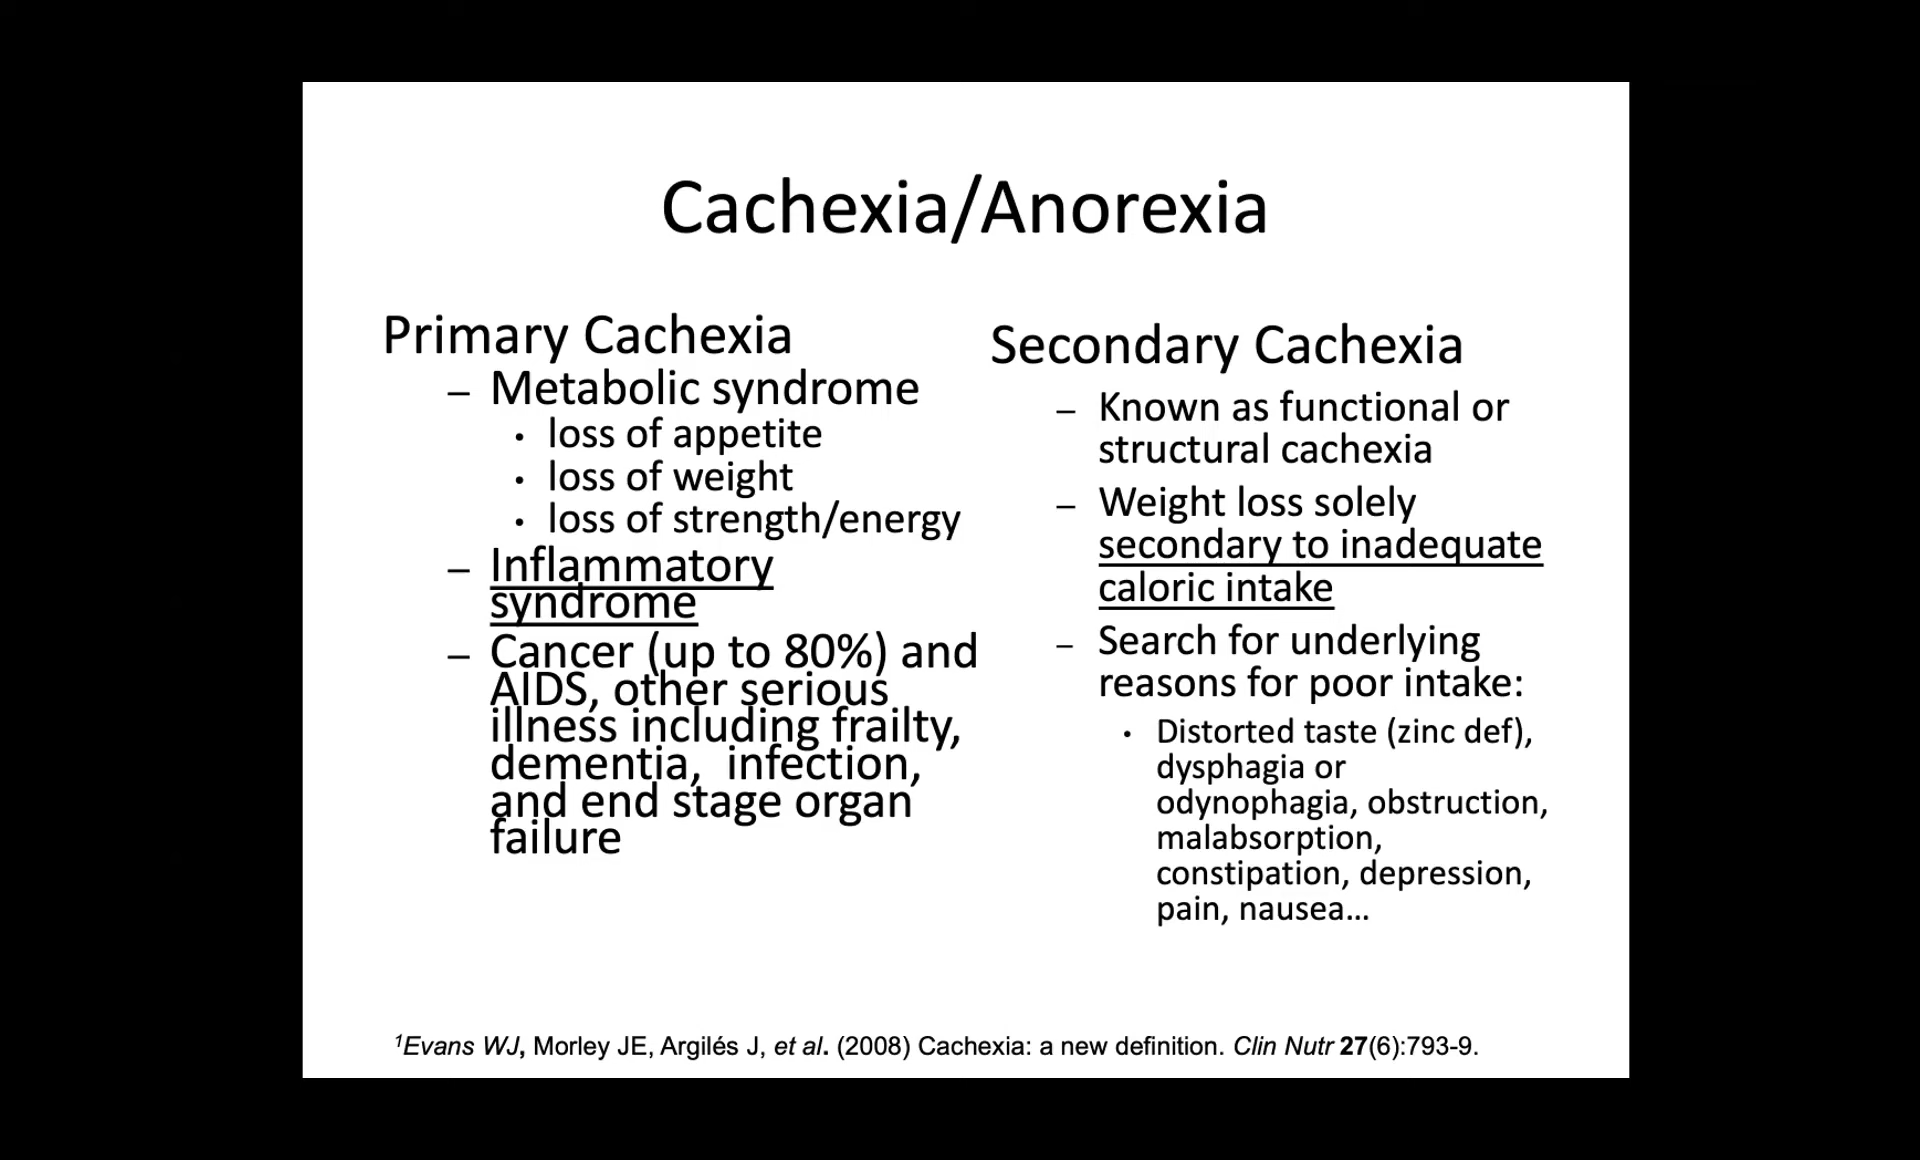 Cachexia/Anorexia
Primary Cachexia
– Metabolic syndrome
• loss of appetite
• loss of weight
• loss of strength/energy
– Inflammatory
syndrome
– Cancer (up to 80%) and
AIDS, other serious
illness including frailty,
dementia,  infection,
and end stage organ
failure
Secondary Cachexia
– Known as functional or
structural cachexia
– Weight loss solely
secondary to inadequate
caloric intake
– Search for underlying
reasons for poor intake:
• Distorted taste (zinc def),
dysphagia or
odynophagia, obstruction,
malabsorption,
constipation, depression,
pain, nausea…
¹Evans WJ, Morley JE, Argilés J, et al. (2008) Cachexia: a new definition. Clin Nutr 27(6):793-9.